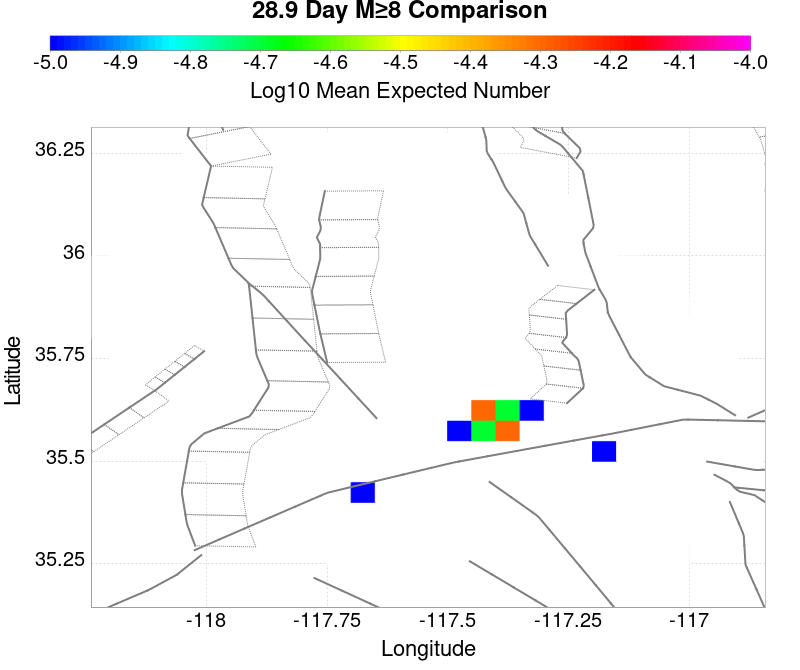 28.9 Day M≥8 Comparison
-5.0 -4.9 -4.8 -4.7 -4.6 -4.5 -4.4 -4.3 -4.2 -4.1 -4.0
Log10 Mean Expected Number
36.25
36
35.75
35.5
35.25
Latitude
-118 -117.75 -117.5 -117.25 -117
Longitude